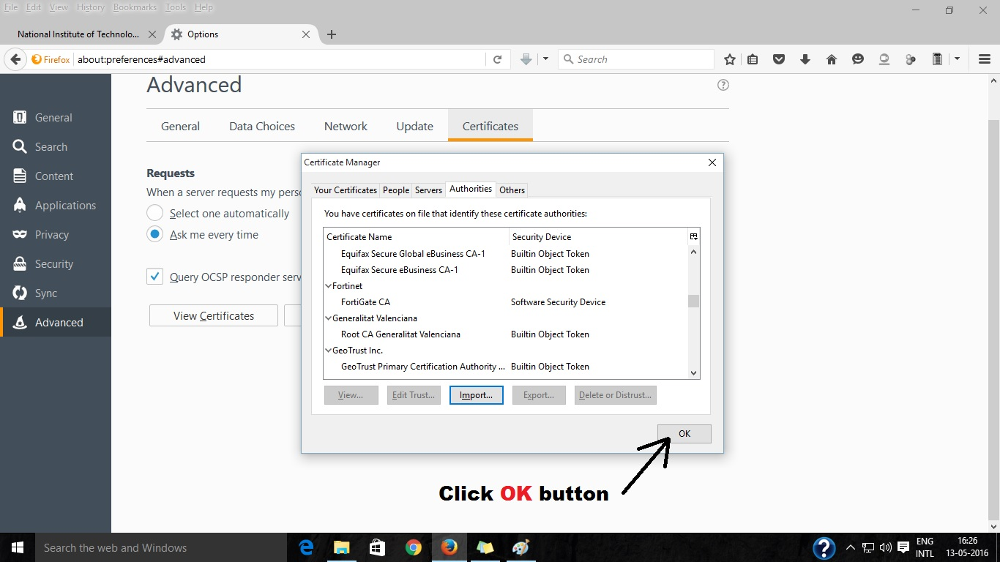 File Edit View History Bookmarks Tools Help
National Institute of Technolo... Options
Firefox about:preferences#advanced Search
Advanced
General
Search
Content
Applications
Privacy
Security
Sync
Advanced
General Data Choices Network Update Certificates
Requests
When a server requests my perso
Select one automatically
Ask me every time
Query OCSP responder serv
View Certificates
Certificate Manager
Your Certificates People Servers Authorities Others
You have certificates on file that identify these certificate authorities:
Certificate Name Security Device
Equifax Secure Global eBusiness CA-1 Builtin Object Token
Equifax Secure eBusiness CA-1 Builtin Object Token
Fortinet
FortiGate CA Software Security Device
Generalitat Valenciana
Root CA Generalitat Valenciana Builtin Object Token
GeoTrust Inc.
GeoTrust Primary Certification Authority ... Builtin Object Token
View... Edit Trust... Import... Export... Delete or Distrust...
OK
Click OK button
Search the web and Windows
ENG
INTL
16:26
13-05-2016